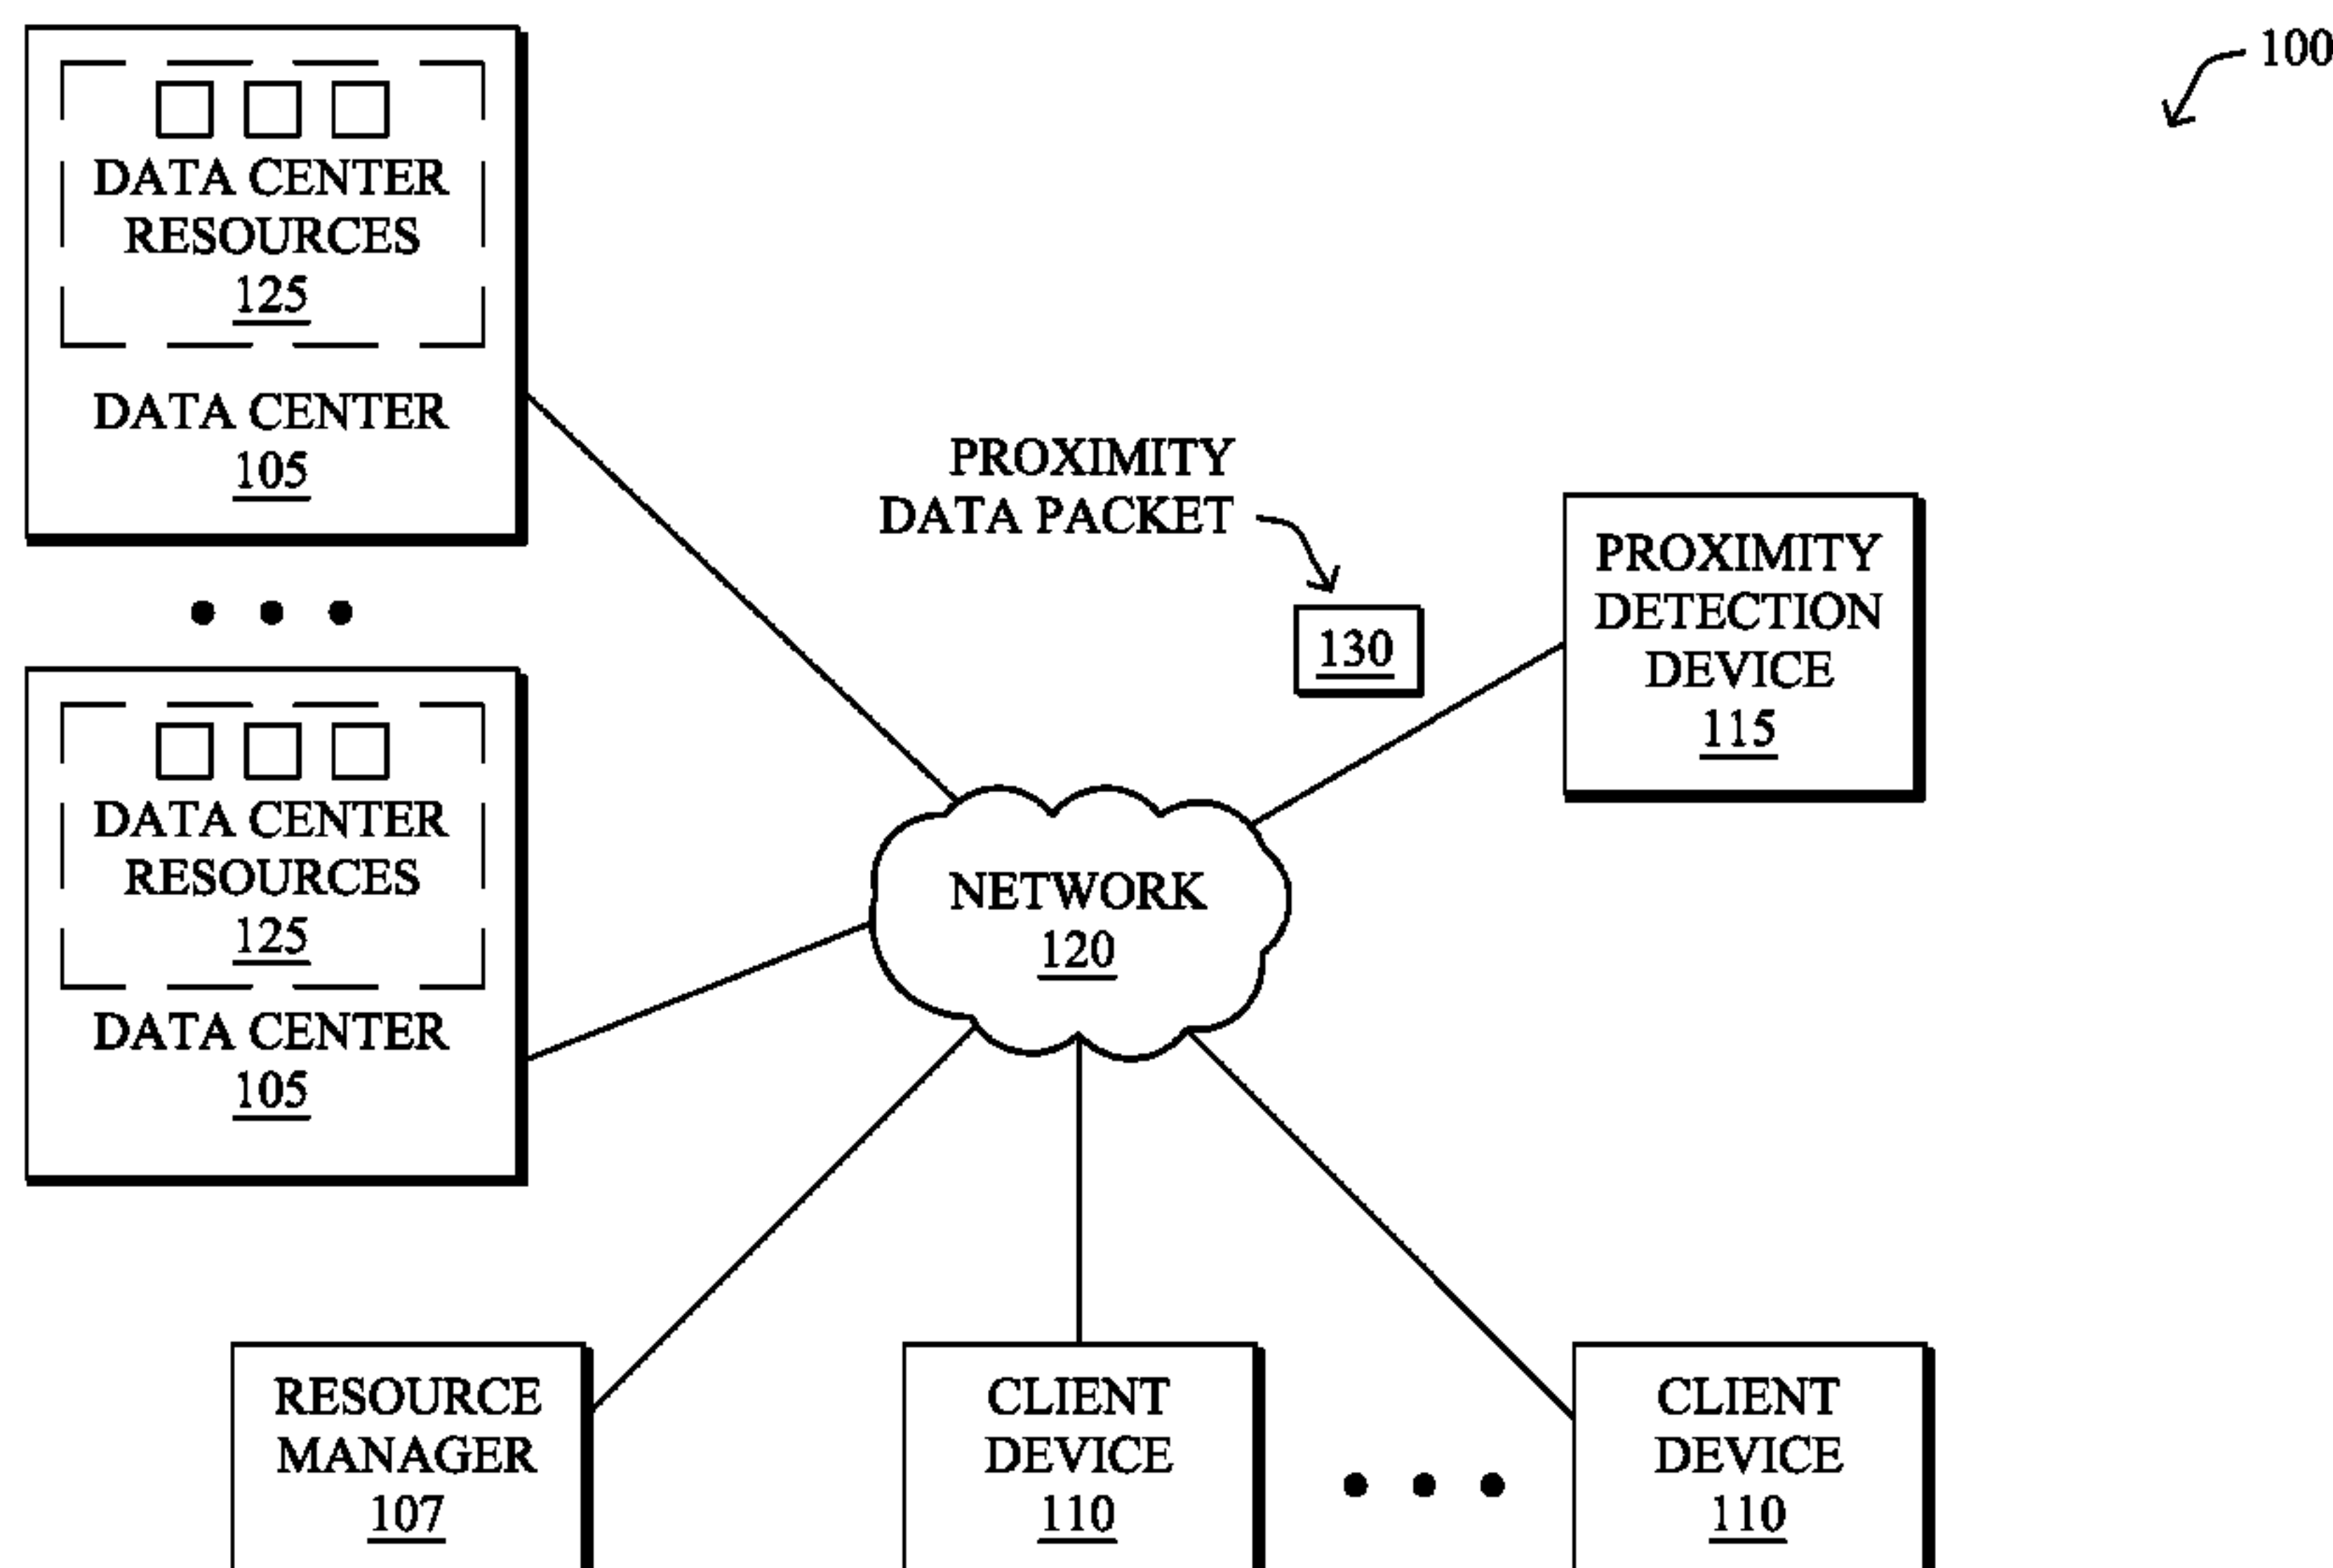 100
DATA CENTER
RESOURCES
125
DATA CENTER
105
PROXIMITY
DATA PACKET
130
PROXIMITY
DETECTION
DEVICE
115
DATA CENTER
RESOURCES
125
DATA CENTER
105
NETWORK
120
RESOURCE
MANAGER
107
CLIENT
DEVICE
110
CLIENT
DEVICE
110